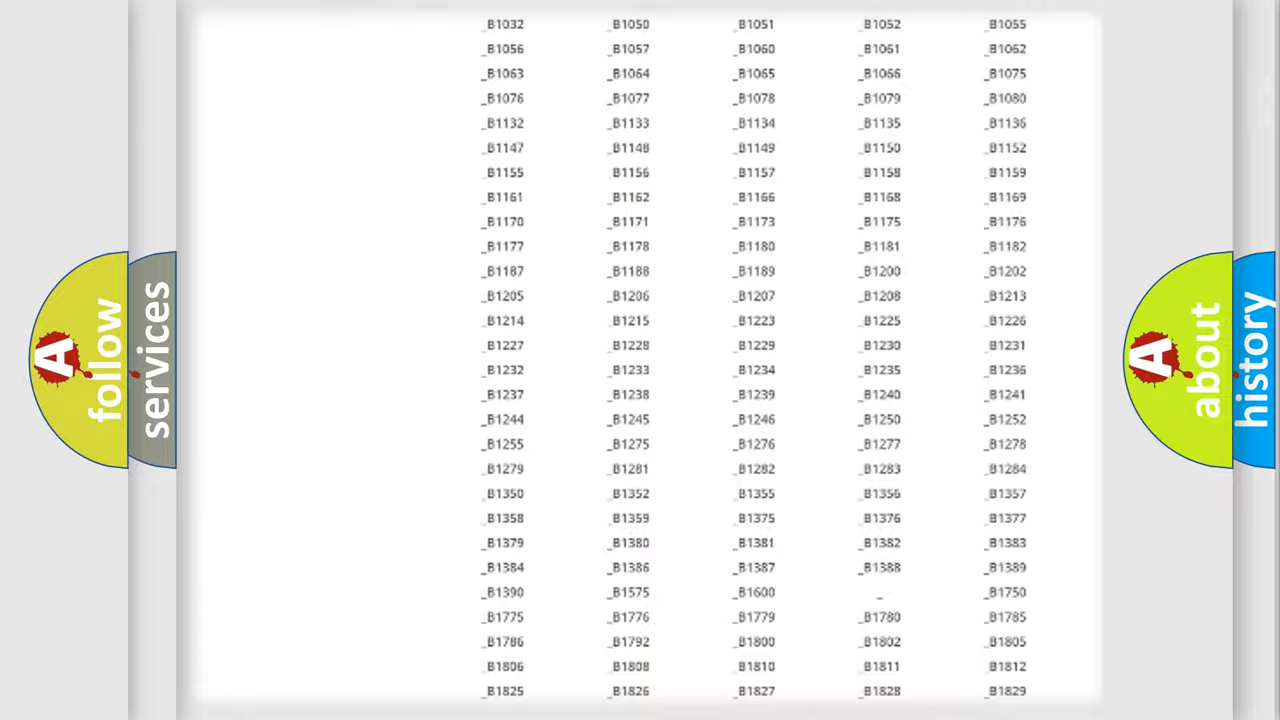 _B1032 _B1050 _B1051 _B1052 _B1055
_B1056 _B1057 _B1060 _B1061 _B1062
_B1063 _B1064 _B1065 _B1066 _B1075
_B1076 _B1077 _B1078 _B1079 _B1080
_B1132 _B1133 _B1134 _B1135 _B1136
_B1147 _B1148 _B1149 _B1150 _B1152
_B1155 _B1156 _B1157 _B1158 _B1159
_B1161 _B1162 _B1166 _B1168 _B1169
_B1170 _B1171 _B1173 _B1175 _B1176
_B1177 _B1178 _B1180 _B1181 _B1182
_B1187 _B1188 _B1189 _B1200 _B1202
_B1205 _B1206 _B1207 _B1208 _B1213
_B1214 _B1215 _B1223 _B1225 _B1226
_B1227 _B1228 _B1229 _B1230 _B1231
_B1232 _B1233 _B1234 _B1235 _B1236
_B1237 _B1238 _B1239 _B1240 _B1241
_B1244 _B1245 _B1246 _B1250 _B1252
_B1255 _B1275 _B1276 _B1277 _B1278
_B1279 _B1281 _B1282 _B1283 _B1284
_B1350 _B1352 _B1355 _B1356 _B1357
_B1358 _B1359 _B1375 _B1376 _B1377
_B1379 _B1380 _B1381 _B1382 _B1383
_B1384 _B1386 _B1387 _B1388 _B1389
_B1390 _B1575 _B1600 _ _B1750
_B1775 _B1776 _B1779 _B1780 _B1785
_B1786 _B1792 _B1800 _B1802 _B1805
_B1806 _B1808 _B1810 _B1811 _B1812
_B1825 _B1826 _B1827 _B1828 _B1829
A follow
services
A about
history